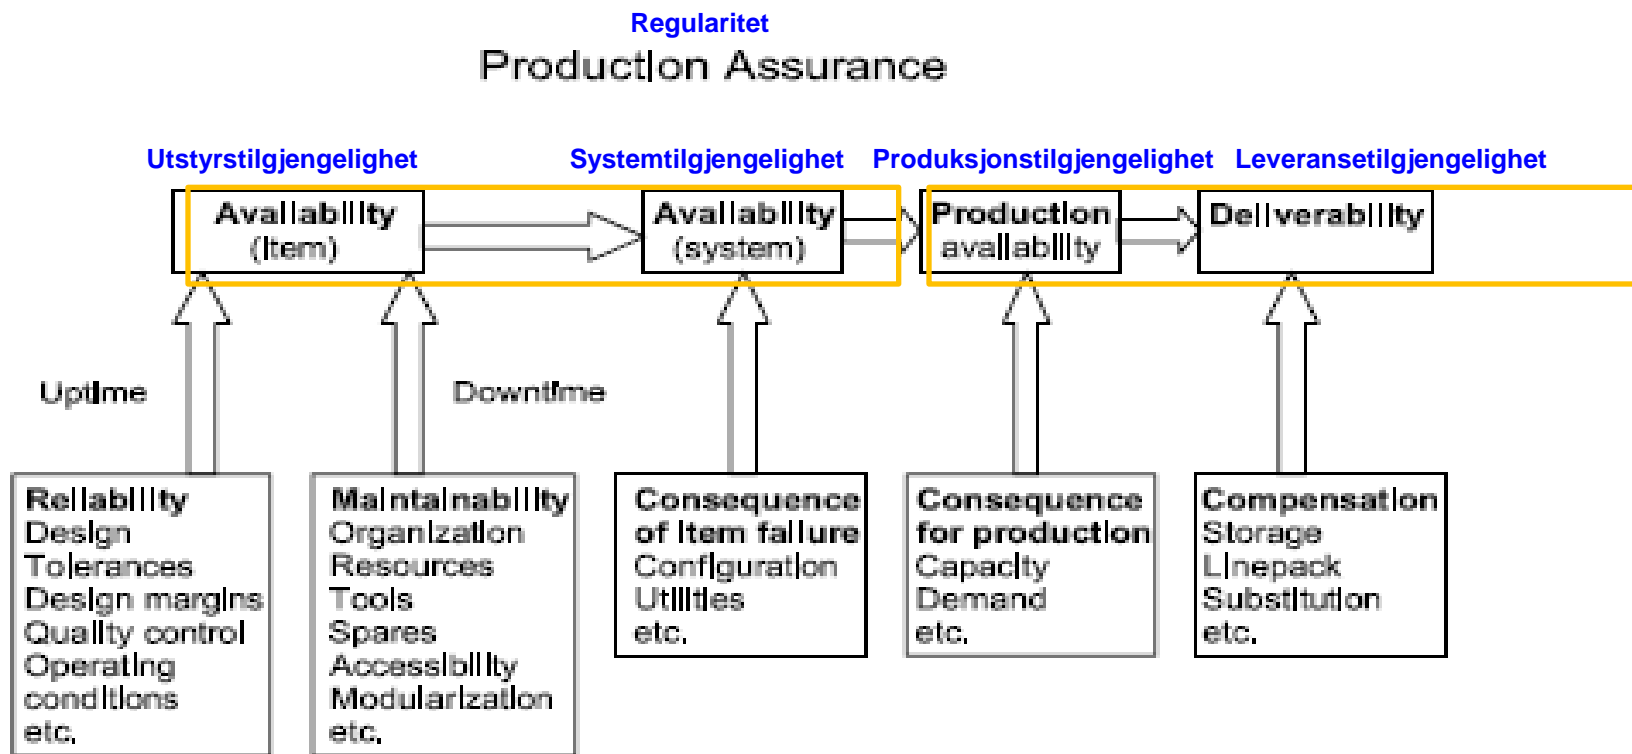 Regularitet
Production Assurance
Utstyrstilgjengelighet
Systemtilgjengelighet
Produksjonstilgjengelighet
Leveransetilgjengelighet
Availability
(Item)
Availability
(system)
Production
availability
Deliverability
Uptime
Downtime
Reliability
Design
Tolerances
Design margins
Quality control
Operating
conditions
etc.
Maintainability
Organization
Resources
Tools
Spares
Accessibility
Modularization
etc.
Consequence
of item failure
Configuration
Utilities
etc.
Consequence
for production
Capacity
Demand
etc.
Compensation
Storage
Linepack
Substitution
etc.